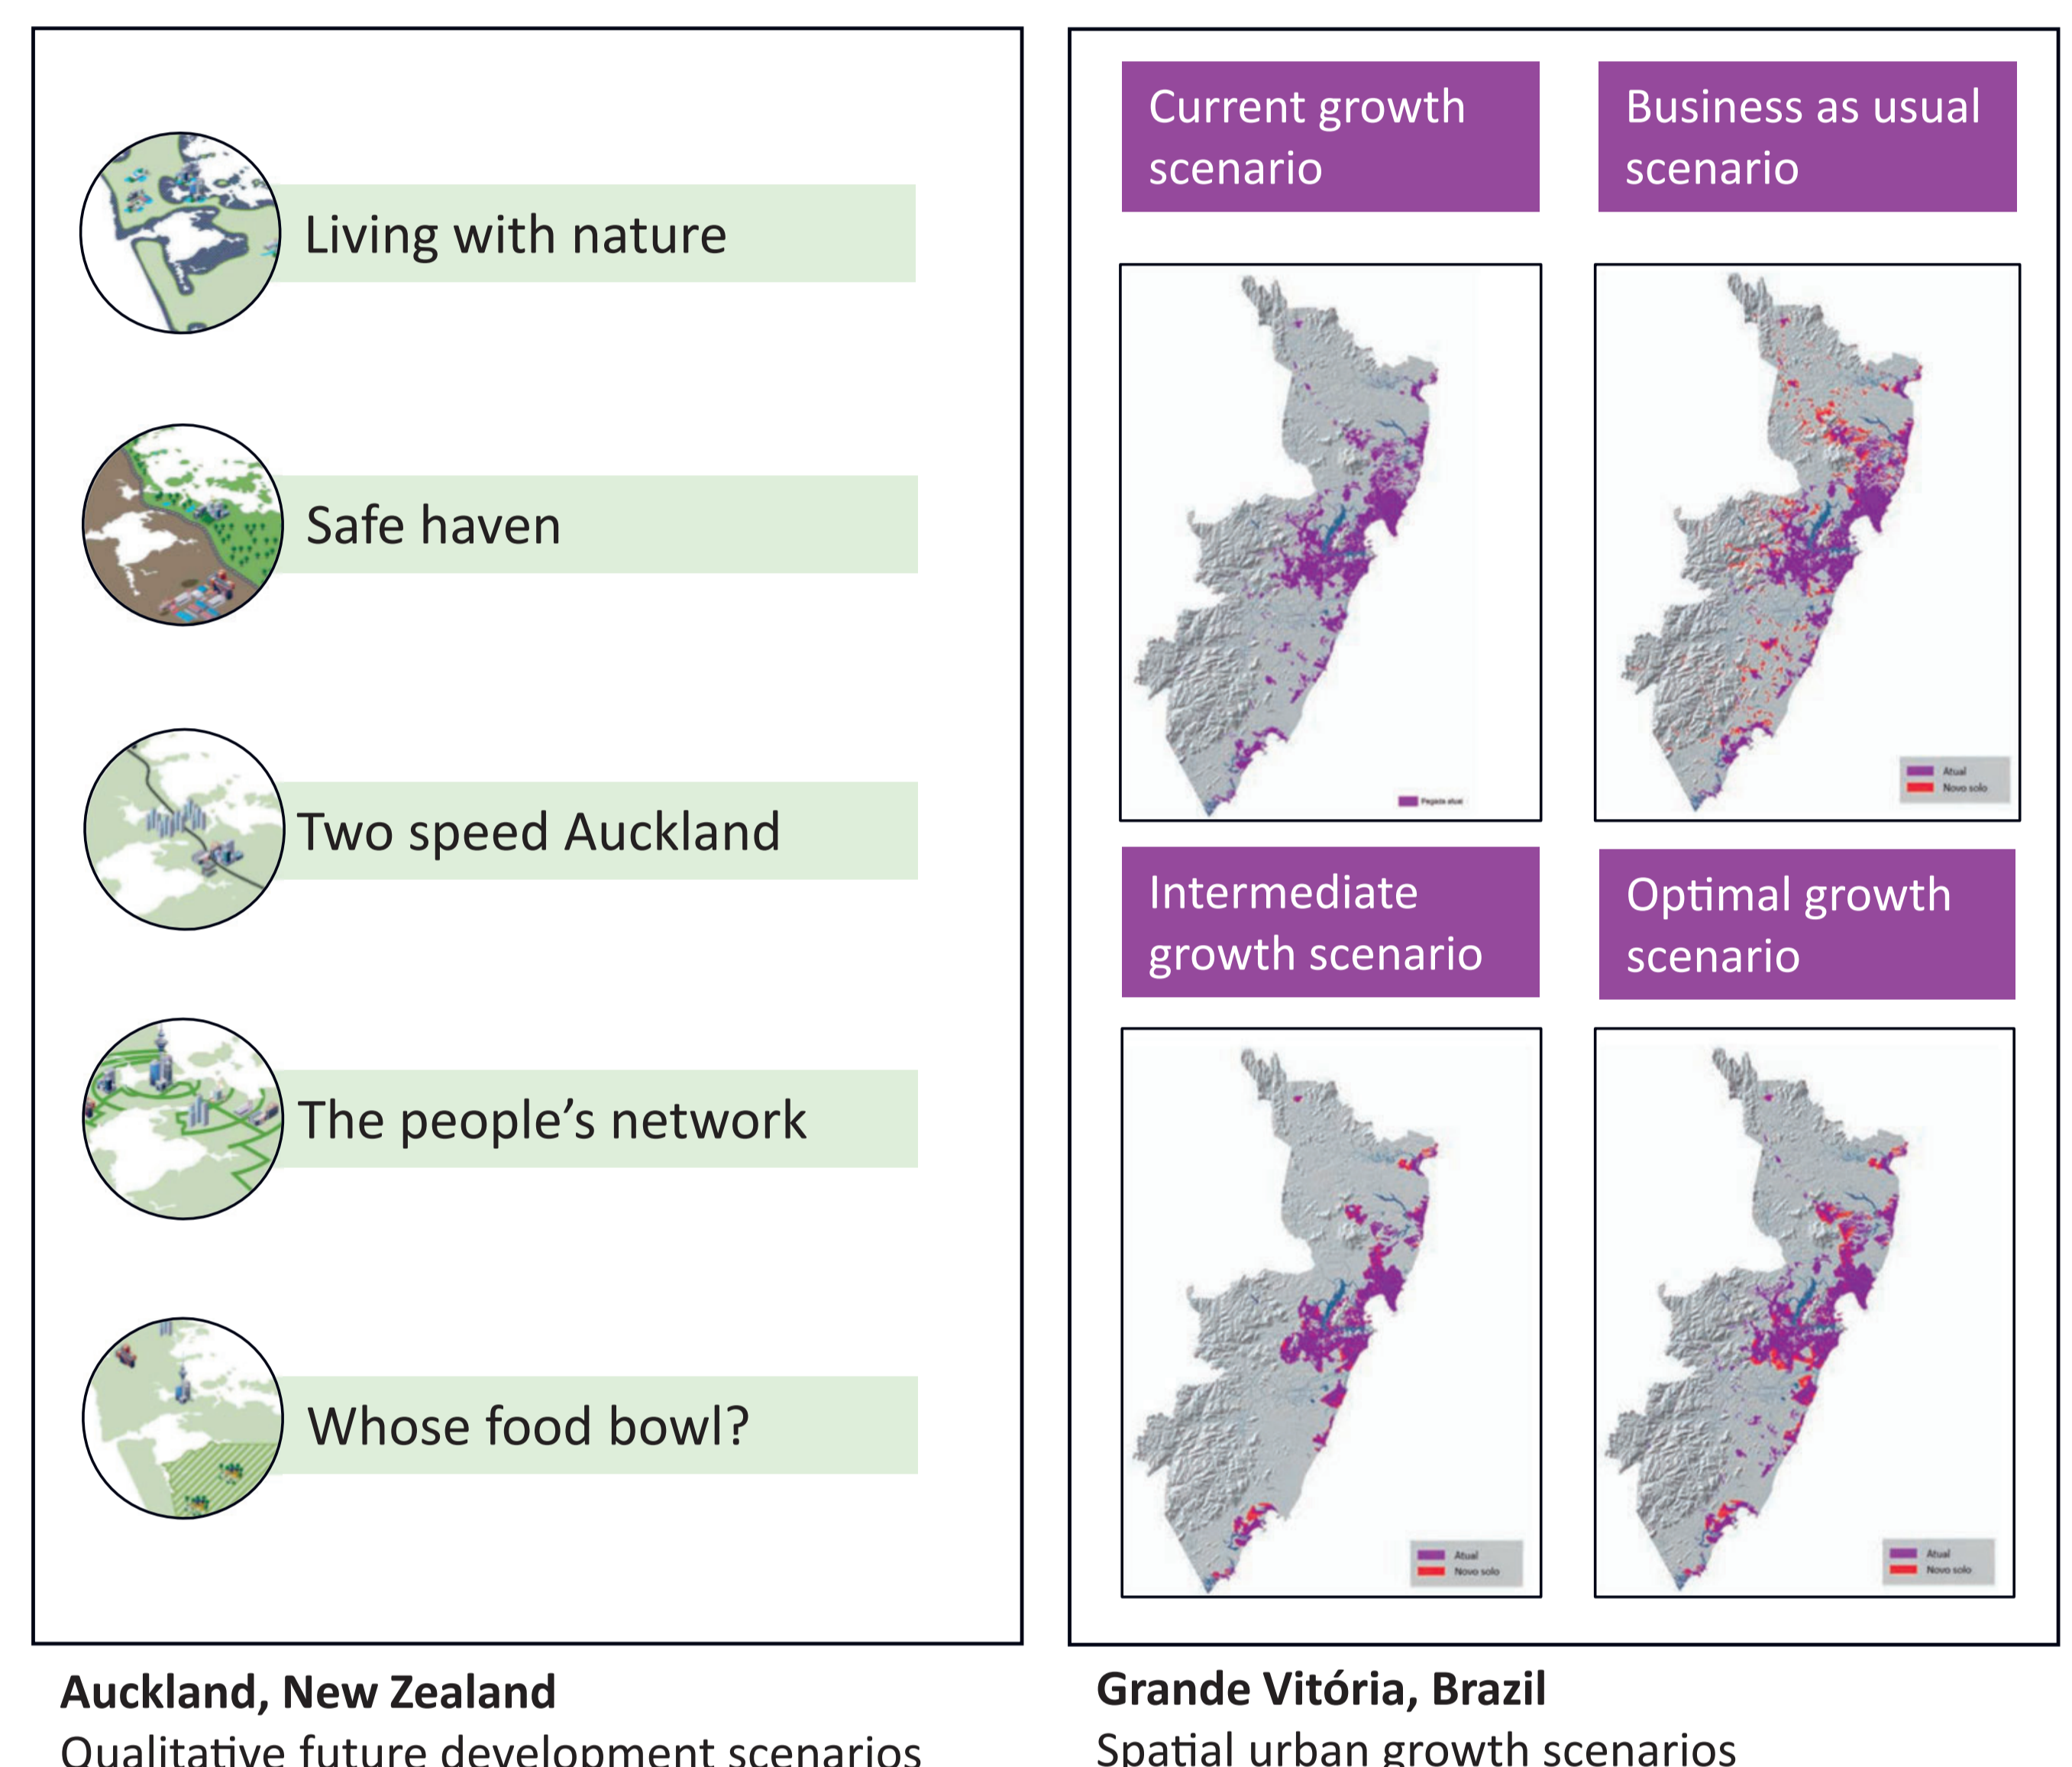 Living with nature
Safe haven
Two speed Auckland
The people's network
Whose food bowl?
Auckland, New Zealand
Qualitative future development scenarios
Current growth
scenario
Business as usual
scenario
Pegada atual
Atual
Novo solo
Intermediate
growth scenario
Optimal growth
scenario
Atual
Novo solo
Atual
Novo solo
Grande Vitória, Brazil
Spatial urban growth scenarios